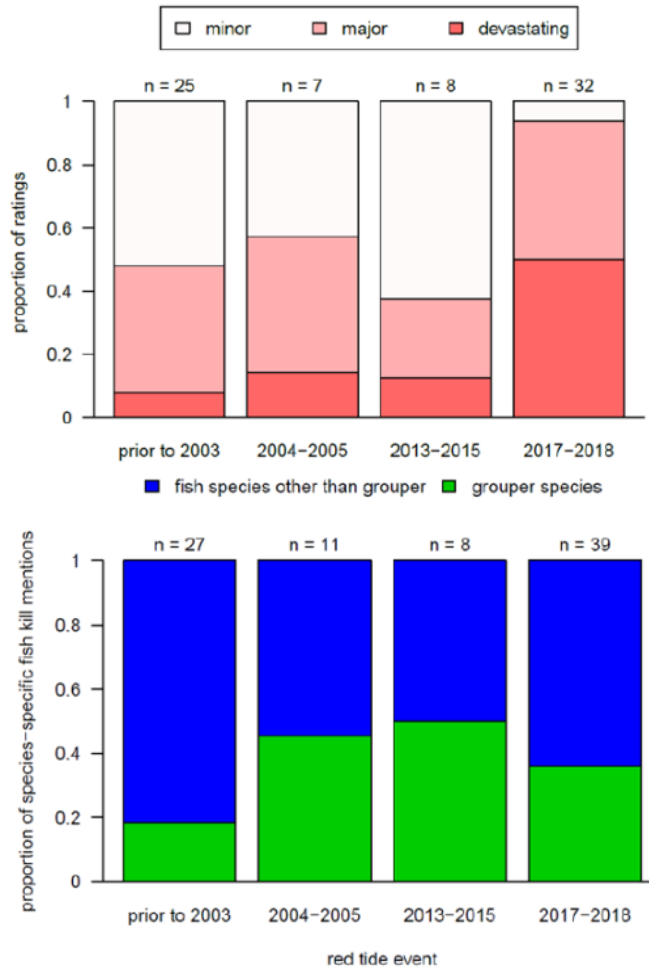 minor major devastating
n = 25 n = 7 n = 8 n = 32
1
0.8
0.6
0.4
0.2
0
proportion of ratings
prior to 2003 2004−2005 2013−2015 2017−2018
fish species other than grouper grouper species
n = 27 n = 11 n = 8 n = 39
1
0.8
0.6
0.4
0.2
0
proportion of species−specific fish kill mentions
prior to 2003 2004−2005 2013−2015 2017−2018
red tide event